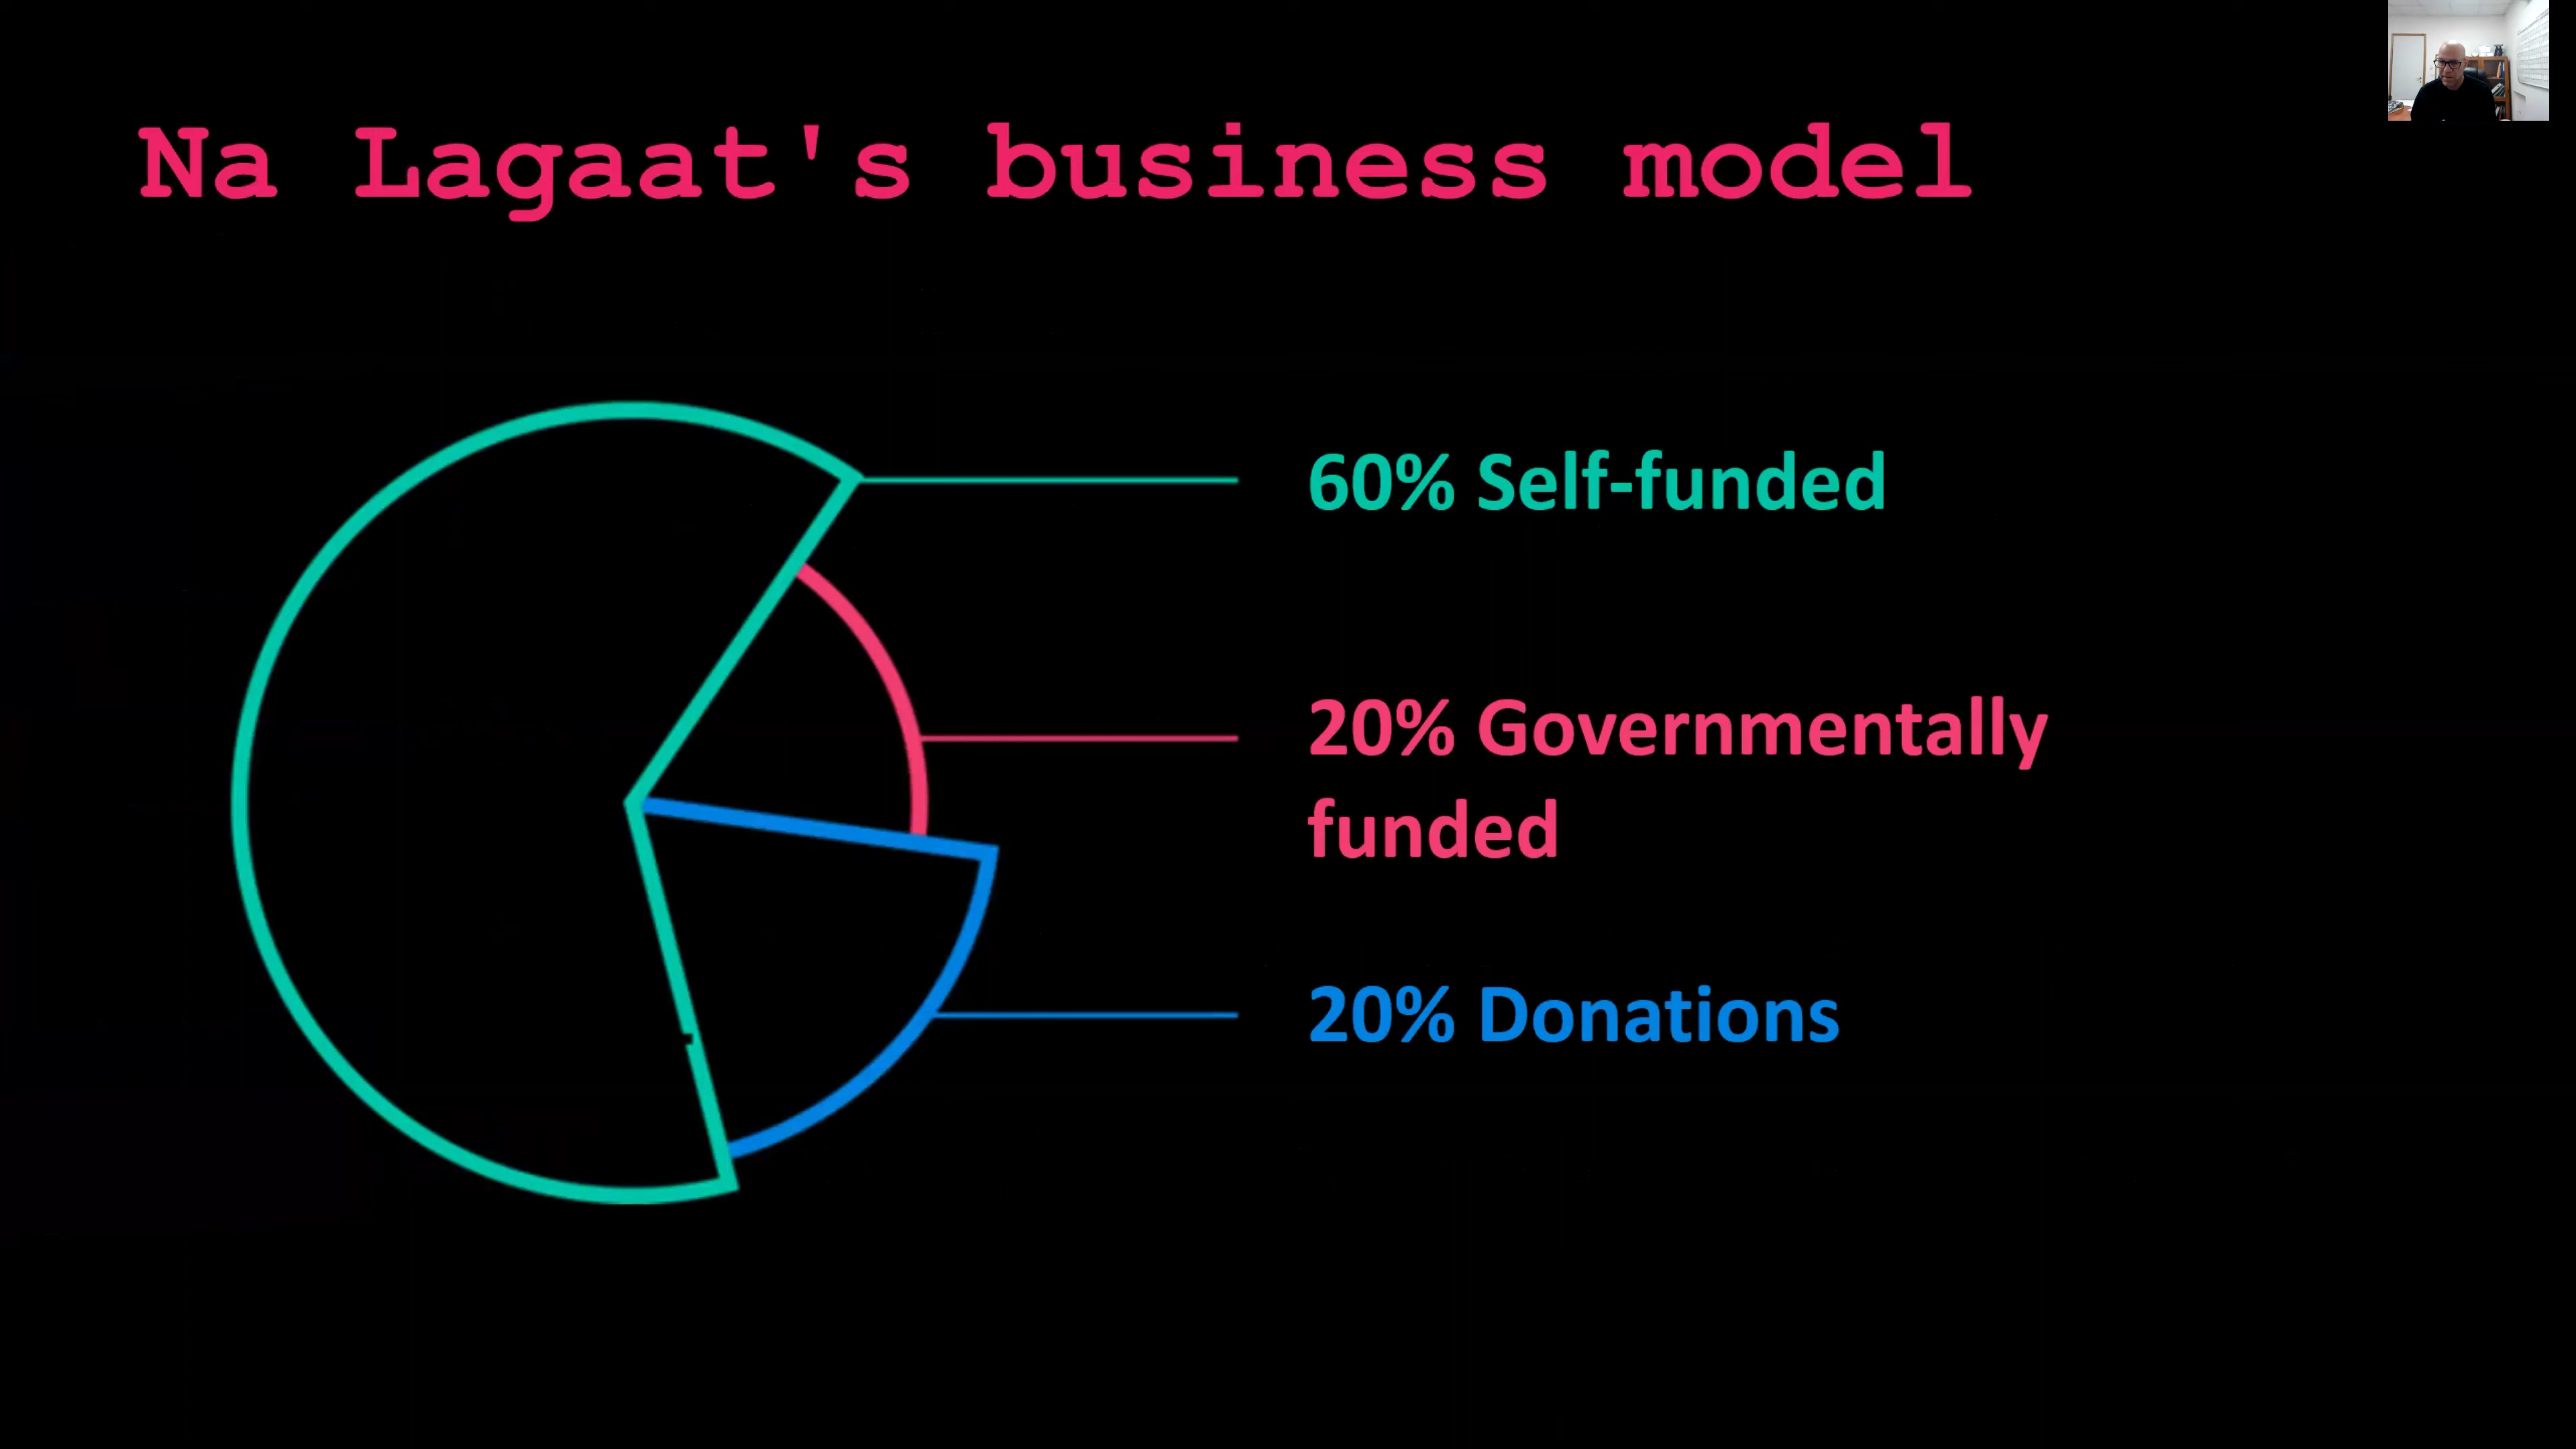 Na Lagaat's business model
60% Self-funded
20% Governmentally
funded
20% Donations